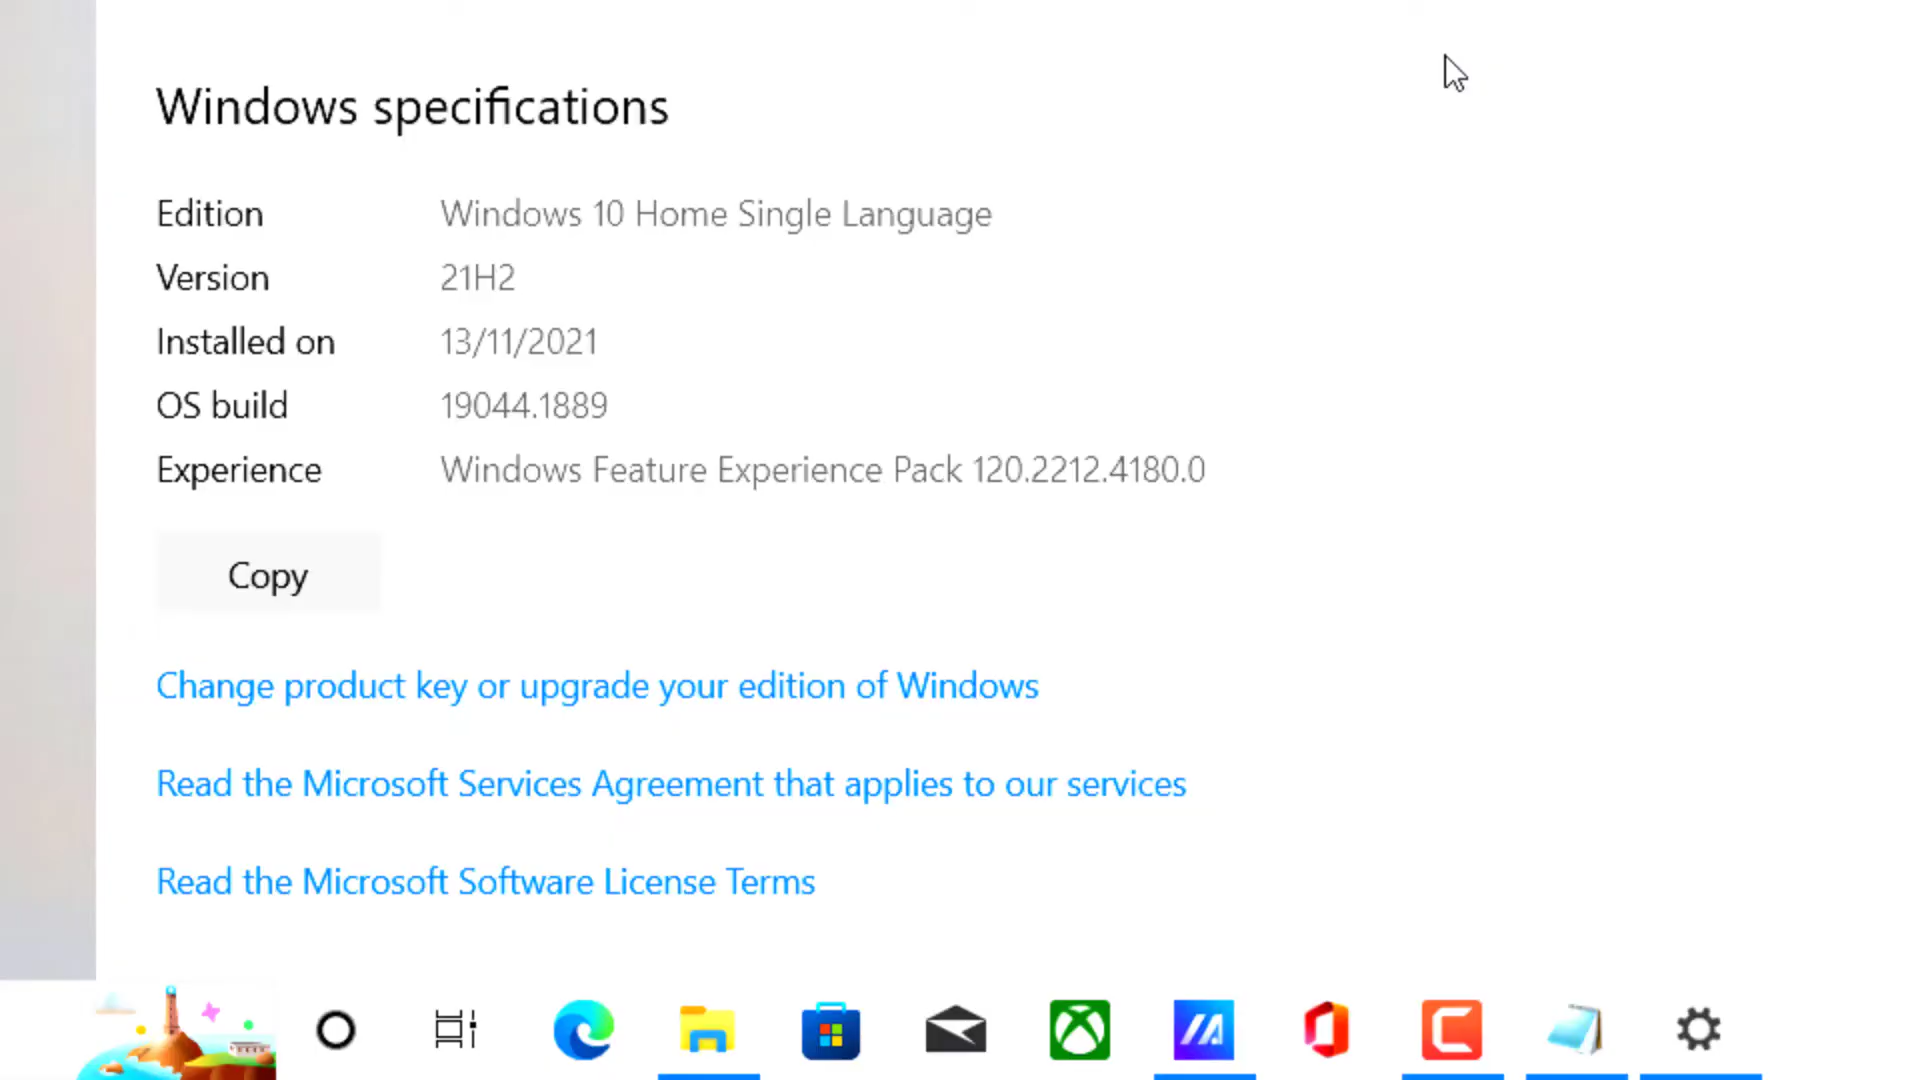 Windows specifications
Edition Windows 10 Home Single Language
Version 21H2
Installed on 13/11/2021
OS build 19044.1889
Experience Windows Feature Experience Pack 120.2212.4180.0
Copy
Change product key or upgrade your edition of Windows
Read the Microsoft Services Agreement that applies to our services
Read the Microsoft Software License Terms